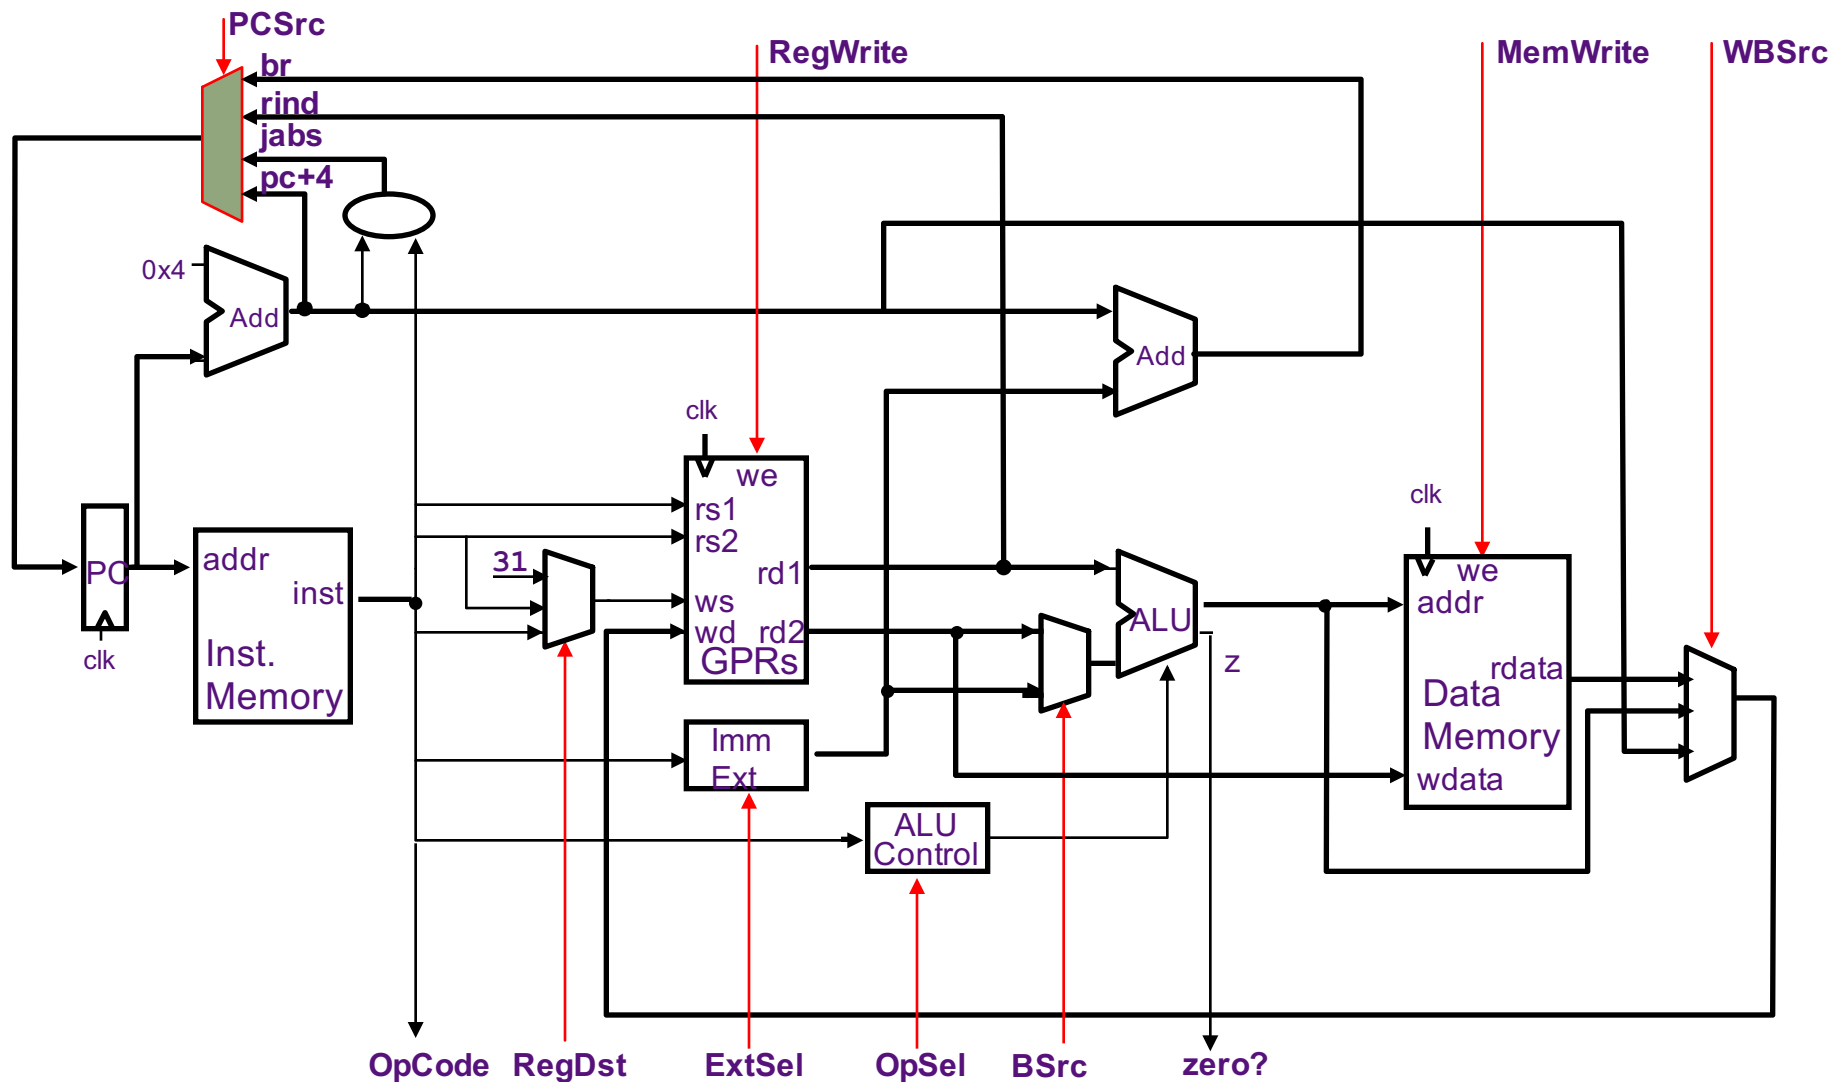 PCSrc
RegWrite
MemWrite
WBSrc
br
rind
jabs
pc+4
0x4
Add
Add
clk
we
rs1
rs2
rd1
ws
wd
rd2
GPRs
clk
we
addr
rdata
Data
Memory
wdata
PC
clk
addr
inst
Inst.
Memory
31
ALU
z
Imm
Ext
ALU
Control
OpCode
RegDst
ExtSel
OpSel
BSrc
zero?